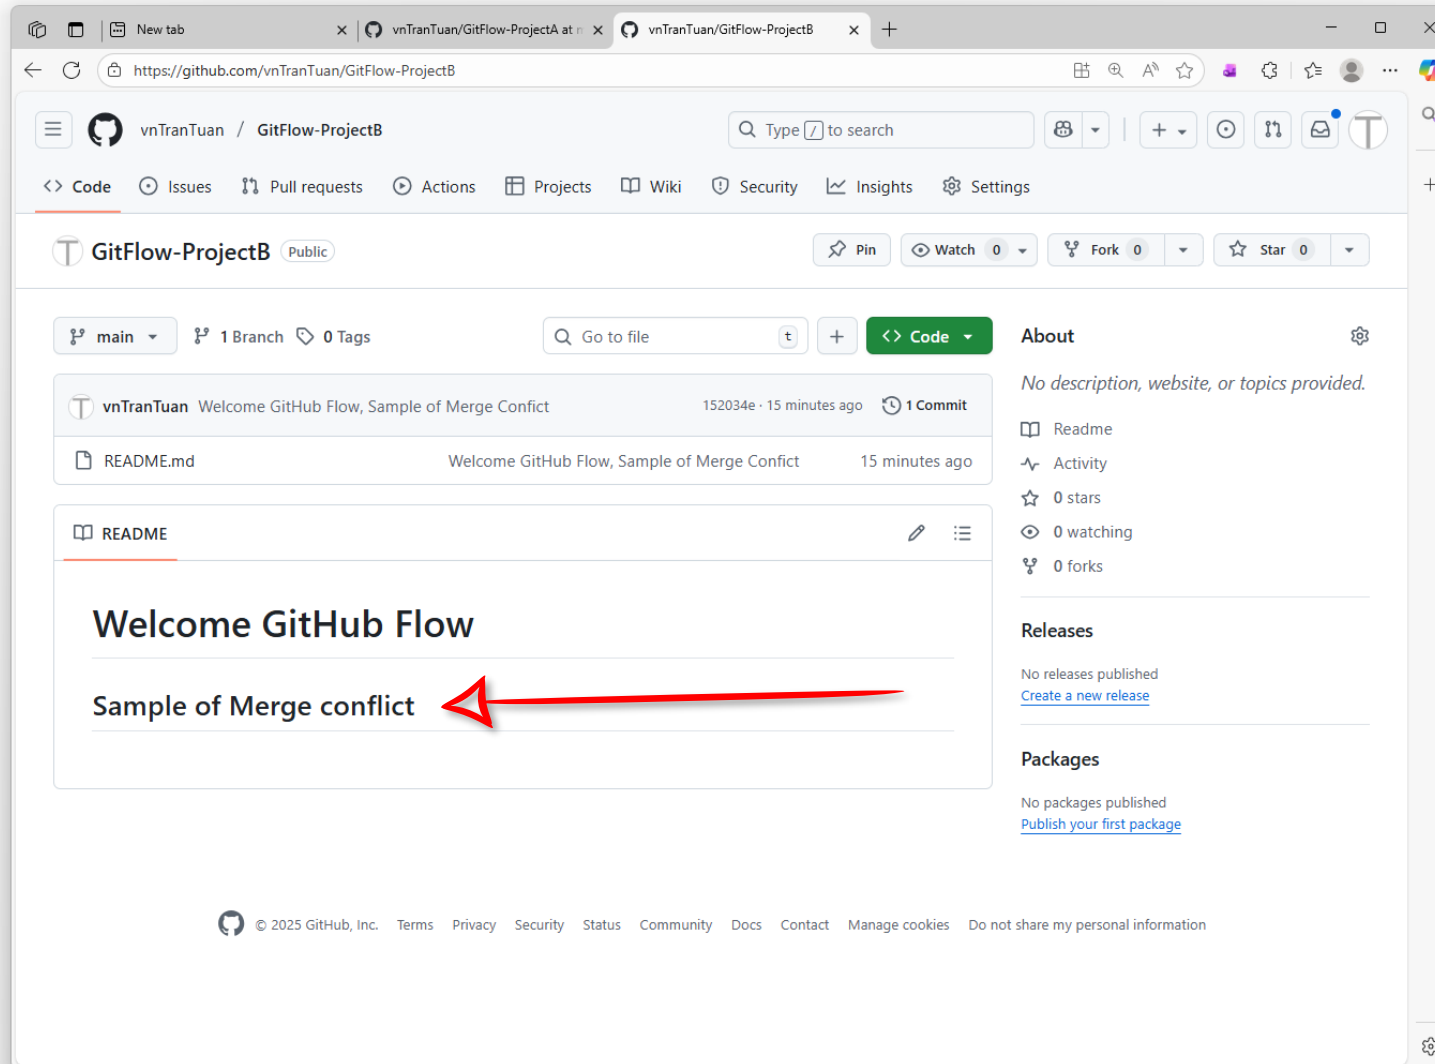 New tab
vnTranTuan/GitFlow-ProjectA at
vnTranTuan/GitFlow-ProjectB
https://github.com/vnTranTuan/GitFlow-ProjectB
vnTranTuan / GitFlow-ProjectB
Type / to search
Code Issues Pull requests Actions Projects Wiki Security Insights Settings
T GitFlow-ProjectB Public
Pin Watch 0 Fork 0 Star 0
main 1 Branch 0 Tags
Go to file t
Code
About
No description, website, or topics provided.
vnTranTuan Welcome GitHub Flow, Sample of Merge Confict 152034e · 15 minutes ago 1 Commit
README.md Welcome GitHub Flow, Sample of Merge Confict 15 minutes ago
Readme
Activity
0 stars
0 watching
0 forks
README
Welcome GitHub Flow
Sample of Merge conflict
Releases
No releases published
Create a new release
Packages
No packages published
Publish your first package
© 2025 GitHub, Inc. Terms Privacy Security Status Community Docs Contact Manage cookies Do not share my personal information